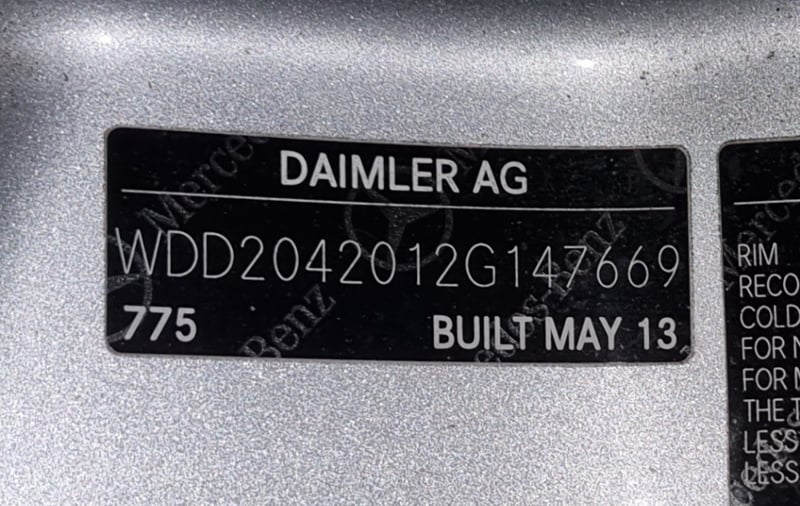 DAIMLER AG
WDD2042012G147669
775 BUILT MAY 13
RIM
RECO
COLD
FOR N
FOR M
THE T
LESS
LESS